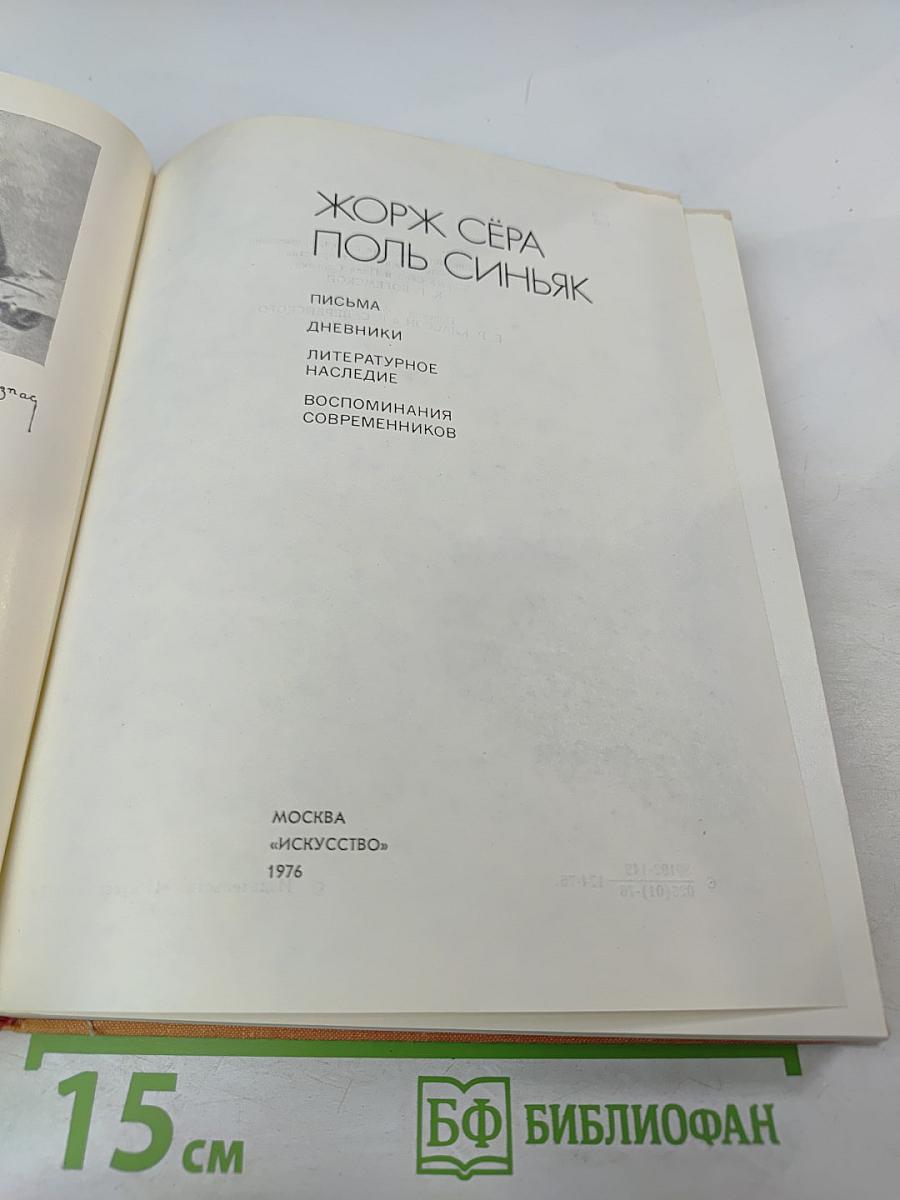 ЖОРЖ СЁРА
ПОЛЬ СИНЬЯК
ПИСЬМА
ДНЕВНИКИ
ЛИТЕРАТУРНОЕ
НАСЛЕДИЕ
ВОСПОМИНАНИЯ
СОВРЕМЕННИКОВ
МОСКВА
«ИСКУССТВО»
1976
15 см
БФ БИБЛИОФАН